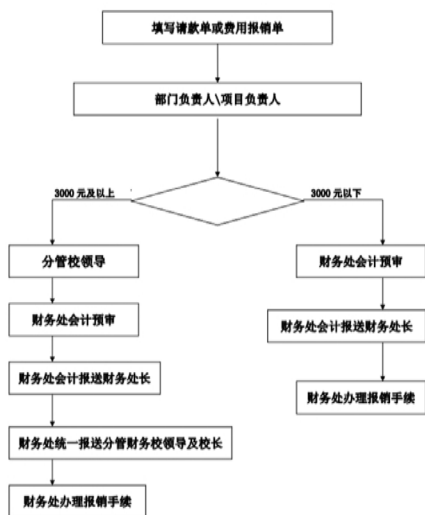 填写请款单或费用报销单
部门负责人\项目负责人
3000 元及以上
3000 元以下
分管校领导
财务处会计预审
财务处会计预审
财务处会计报送财务处长
财务处会计报送财务处长
财务处办理报销手续
财务处统一报送分管财务校领导及校长
财务处办理报销手续